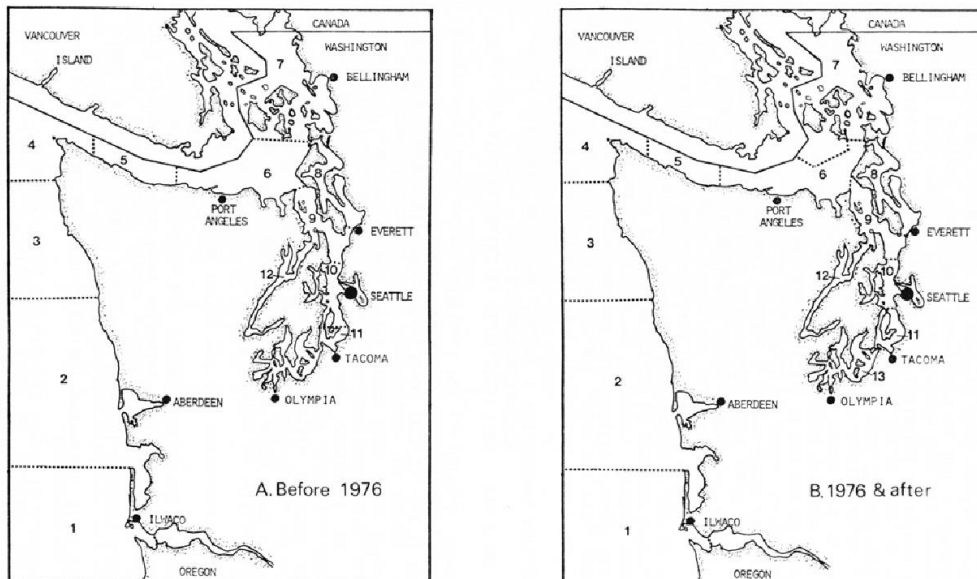 CANADA
VANCOUVER
WASHINGTON
ISLAND
7
BELLINGHAM
4
5
6
8
PORT
ANGELES
9
EVERETT
3
12
10
SEATTLE
11
TACOMA
2
ABERDEEN
OLYMPIA
A. Before 1976
1
ILWACO
OREGON
CANADA
VANCOUVER
WASHINGTON
ISLAND
7
BELLINGHAM
4
5
6
8
PORT
ANGELES
9
EVERETT
3
12
10
SEATTLE
11
TACOMA
13
2
ABERDEEN
OLYMPIA
B. 1976 & after
1
ILWACO
OREGON